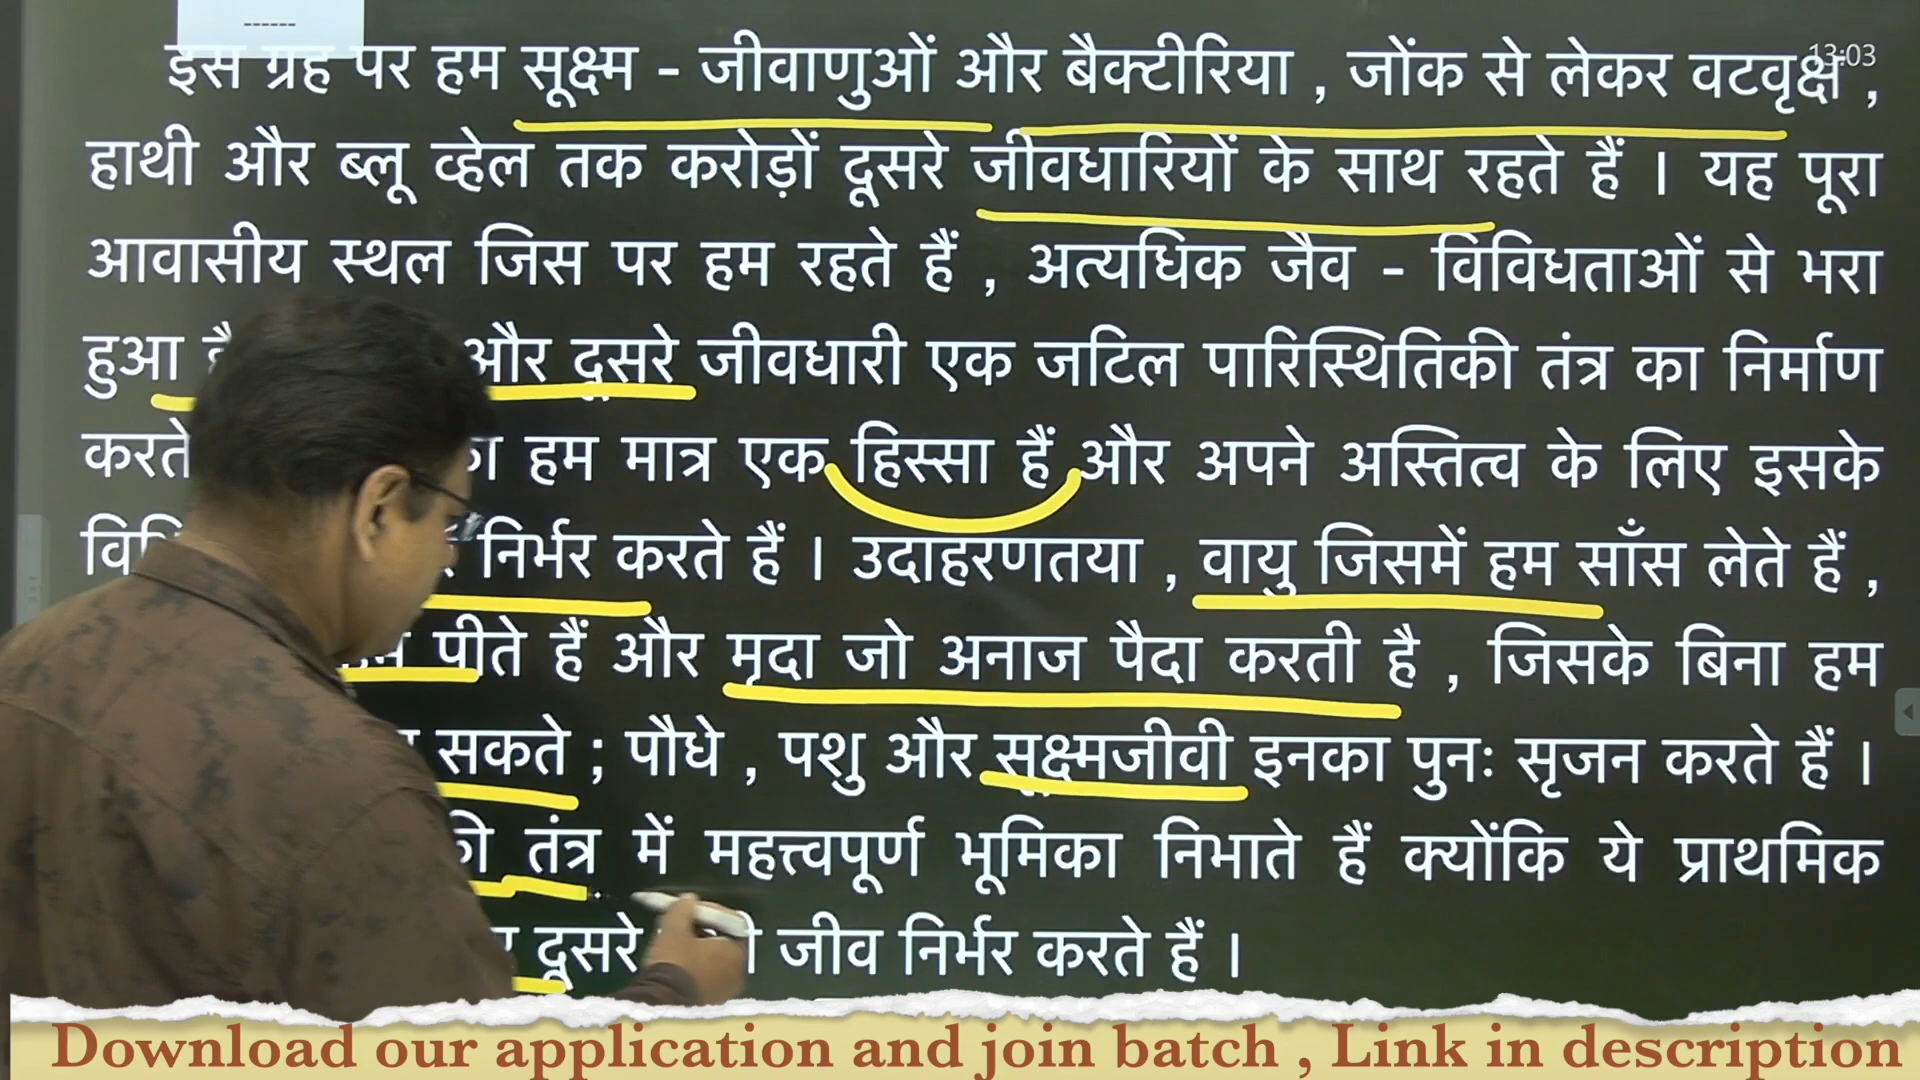 ------
13:03
इस ग्रह पर हम सूक्ष्म - जीवाणुओं और बैक्टीरिया , जोंक से लेकर वटवृक्ष ,
हाथी और ब्लू व्हेल तक करोड़ों दूसरे जीवधारियों के साथ रहते हैं । यह पूरा
आवासीय स्थल जिस पर हम रहते हैं , अत्यधिक जैव - विविधताओं से भरा
हुआ और दूसरे जीवधारी एक जटिल पारिस्थितिकी तंत्र का निर्माण
करते हम मात्र एक हिस्सा हैं और अपने अस्तित्व के लिए इसके
निर्भर करते हैं । उदाहरणतया , वायु जिसमें हम साँस लेते हैं ,
पीते हैं और मृदा जो अनाज पैदा करती है , जिसके बिना हम
सकते ; पौधे , पशु और सूक्ष्मजीवी इनका पुनः सृजन करते हैं ।
तंत्र में महत्त्वपूर्ण भूमिका निभाते हैं क्योंकि ये प्राथमिक
दूसरे जीव निर्भर करते हैं ।
Download our application and join batch , Link in description